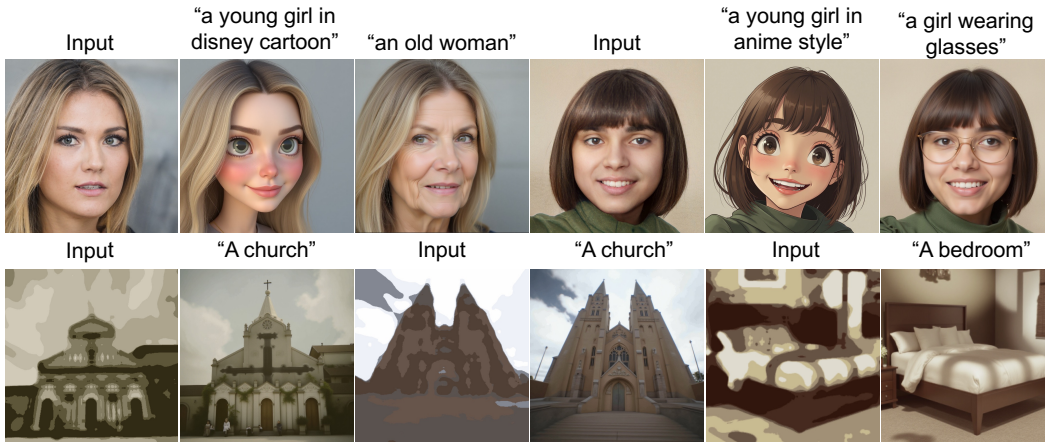 Input
“a young girl in
disney cartoon”
“an old woman”
Input
“a young girl in
anime style”
“a girl wearing
glasses”
Input
“A church”
Input
“A church”
Input
“A bedroom”